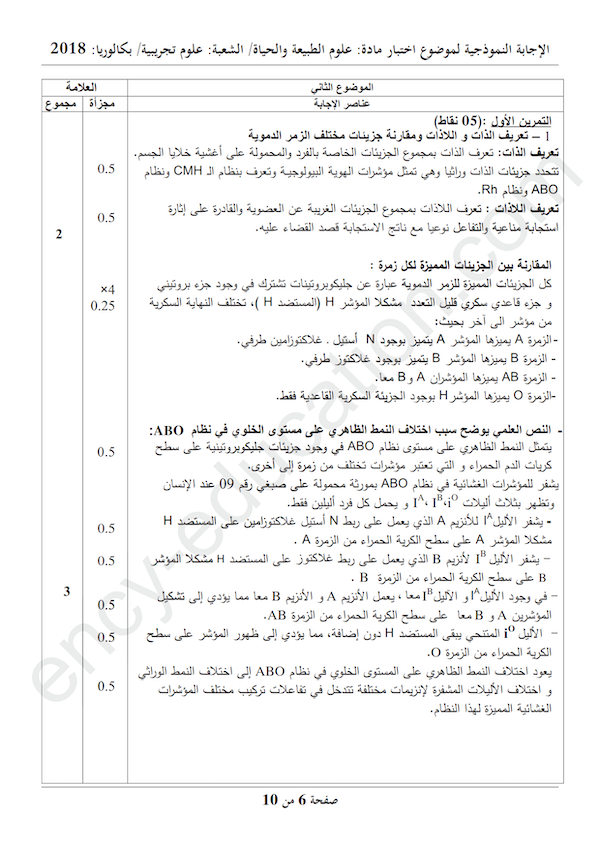 الإجابة النموذجية لموضوع اختبار مادة: علوم الطبيعة والحياة/ الشعبة: علوم تجريبية/ بكالوريا: 2018
العلامة
الموضوع الثاني
مجموع
مجزأة
عناصر الإجابة
التمرين الأول :(05 نقاط)
1 – تعريف الذات و اللاذات ومقارنة جزيئات مختلف الزمر الدموية
تعريف الذات: تعرف الذات بمجموع الجزيئات الخاصة بالفرد والمحمولة على أغشية خلايا الجسم.
0.5
تتحدد جزيئات الذات وراثيا وهي تمثل مؤشرات الهوية البيولوجية وتعرف بنظام الـ CMH ونظام
ABO ونظام Rh.
0.5
تعريف اللاذات : تعرف اللاذات بمجموع الجزيئات الغريبة عن العضوية والقادرة على إثارة
2
استجابة مناعية والتفاعل نوعيا مع ناتج الاستجابة قصد القضاء عليه.
المقارنة بين الجزيئات المميزة لكل زمرة :
×4
كل الجزيئات المميزة للزمر الدموية عبارة عن جليكوبروتينات تشترك في وجود جزء بروتيني
0.25
و جزء قاعدي سكري قليل التعدد مشكلا المؤشر H (المستضد H )، تختلف النهاية السكرية
من مؤشر الى آخر بحيث:
-الزمرة A يميزها المؤشر A يتميز بوجود N أستيل . غلاكتوزامين طرفي.
- الزمرة B يميزها المؤشر B يتميز بوجود غلاكتوز طرفي.
- الزمرة AB يميزها المؤشران A و B معا.
-الزمرة O يميزها المؤشر H بوجود الجزيئة السكرية القاعدية فقط.
- النص العلمي يوضح سبب اختلاف النمط الظاهري على مستوى الخلوي في نظام ABO:
0.5
يتمثل النمط الظاهري على مستوى نظام ABO في وجود جزيئات جليكوبروتينية على سطح
كريات الدم الحمراء و التي تعتبر مؤشرات تختلف من زمرة إلى أخرى.
يشفر للمؤشرات الغشائية في نظام ABO بمورثة محمولة على صبغي رقم 09 عند الإنسان
وتظهر بثلاث أليلات Iᴬ، Iᴮ،iᴼ و يحمل كل فرد أليلين فقط.
0.5
- يشفر الأليل Iᴬ للأنزيم A الذي يعمل على ربط N أستيل غلاكتوزامين على المستضد H
مشكلا المؤشر A على سطح الكرية الحمراء من الزمرة A .
0.5
– يشفر الأليل Iᴮ لأنزيم B الذي يعمل على ربط غلاكتوز على المستضد H مشكلا المؤشر
3
B على سطح الكرية الحمراء من الزمرة B .
0.5
– في وجود الأليل Iᴬ و الأليل Iᴮ معا ، يعمل الأنزيم A و الأنزيم B معا مما يؤدي إلى تشكيل
المؤشرين A و B معا على سطح الكرية الحمراء من الزمرة AB.
0.5
– الأليل iᴼ المتنحي يبقى المستضد H دون إضافة، مما يؤدي إلى ظهور المؤشر على سطح
الكرية الحمراء من الزمرة O.
0.5
يعود اختلاف النمط الظاهري على المستوى الخلوي في نظام ABO إلى اختلاف النمط الوراثي
و اختلاف الأليلات المشفرة لإنزيمات مختلفة تتدخل في تفاعلات تركيب مختلف المؤشرات
الغشائية المميزة لهذا النظام.
صفحة 6 من 10
ency-education.com